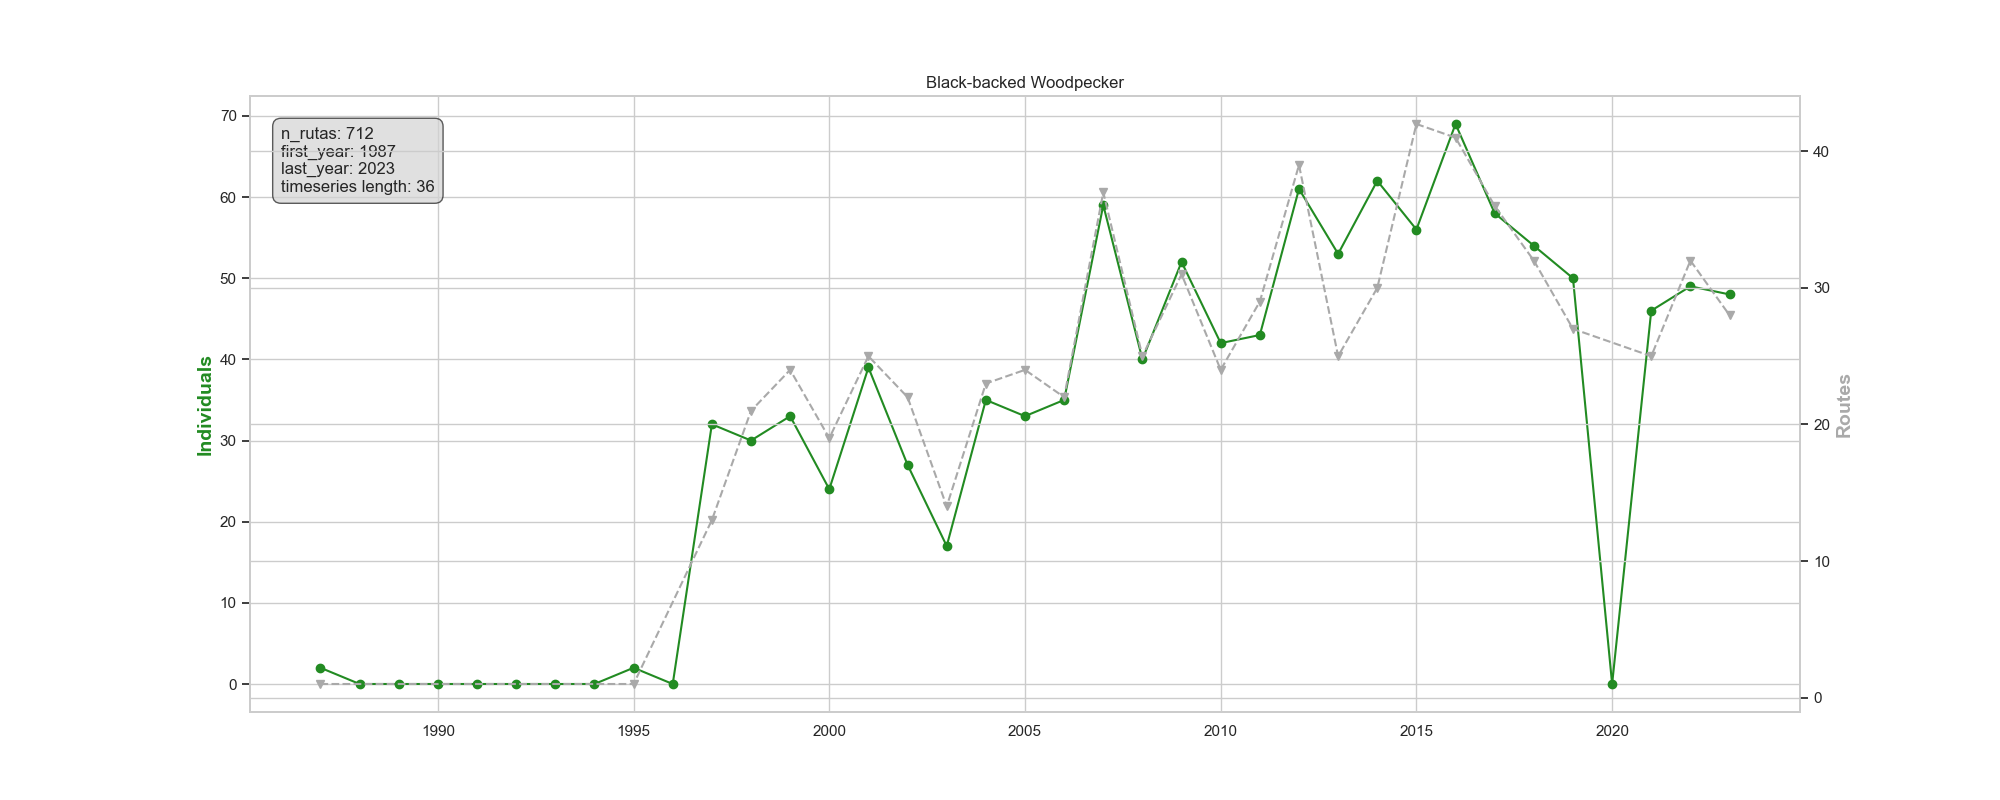 Black-backed Woodpecker
n_rutas: 712
first_year: 1987
last_year: 2023
timeseries length: 36
Individuals
70
60
50
40
30
20
10
0
Routes
40
30
20
10
0
1990
1995
2000
2005
2010
2015
2020